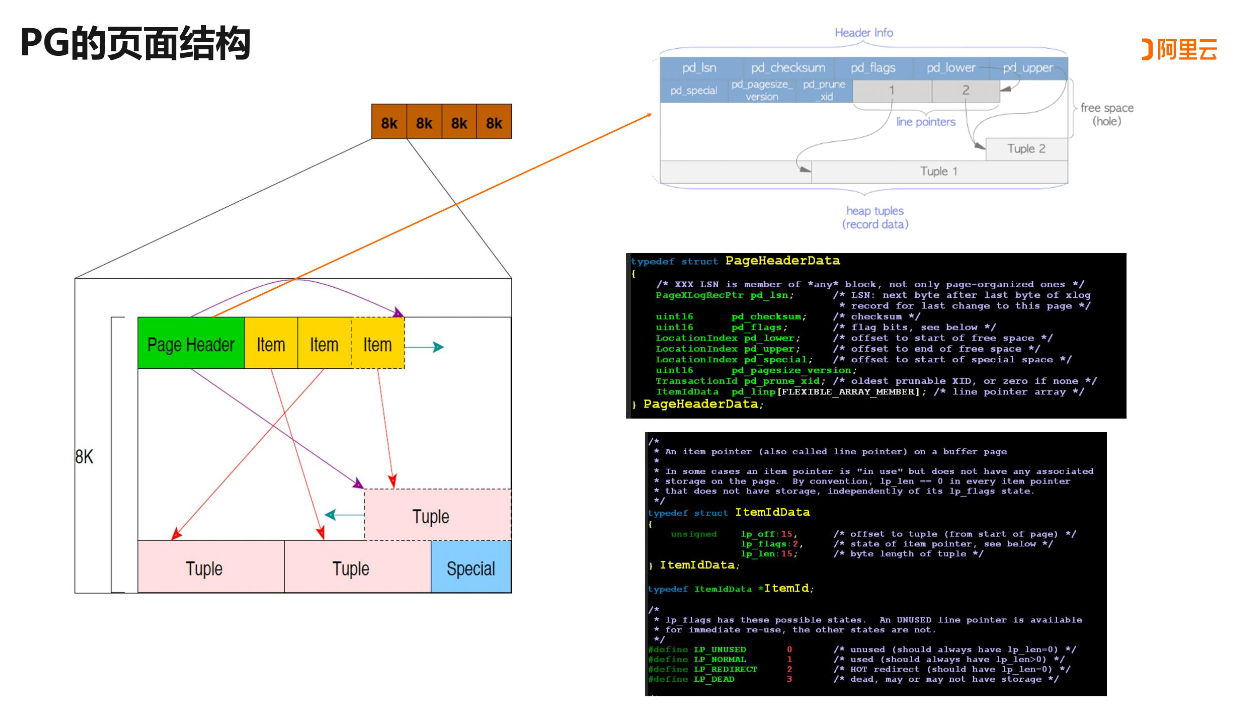 PG的页面结构
阿里云
8k 8k 8k 8k
8K
Page Header Item Item Item
Tuple
Tuple Tuple Special
Header Info
pd_lsn pd_checksum pd_flags pd_lower pd_upper
pd_special pd_pagesize_ pd_prune 1 2
version _xid
line pointers
free space
(hole)
Tuple 2
Tuple 1
heap tuples
(record data)
typedef struct PageHeaderData
{
/* XXX LSN is member of *any* block, not only page-organized ones */
PageXLogRecPtr pd_lsn; /* LSN: next byte after last byte of xlog
* record for last change to this page */
uint16 pd_checksum; /* checksum */
uint16 pd_flags; /* flag bits, see below */
LocationIndex pd_lower; /* offset to start of free space */
LocationIndex pd_upper; /* offset to end of free space */
LocationIndex pd_special; /* offset to start of special space */
uint16 pd_pagesize_version;
TransactionId pd_prune_xid; /* oldest prunable XID, or zero if none */
ItemIdData pd_linp[FLEXIBLE_ARRAY_MEMBER]; /* line pointer array */
} PageHeaderData;
/*
* An item pointer (also called line pointer) on a buffer page
*
* In some cases an item pointer is "in use" but does not have any associated
* storage on the page. By convention, lp_len == 0 in every item pointer
* that does not have storage, independently of its lp_flags state.
*/
typedef struct ItemIdData
{
unsigned lp_off:15, /* offset to tuple (from start of page) */
lp_flags:2, /* state of item pointer, see below */
lp_len:15; /* byte length of tuple */
} ItemIdData;
typedef ItemIdData *ItemId;
/*
* lp_flags has these possible states. An UNUSED line pointer is available
* for immediate re-use, the other states are not.
*/
#define LP_UNUSED 0 /* unused (should always have lp_len=0) */
#define LP_NORMAL 1 /* used (should always have lp_len>0) */
#define LP_REDIRECT 2 /* HOT redirect (should have lp_len=0) */
#define LP_DEAD 3 /* dead, may or may not have storage */